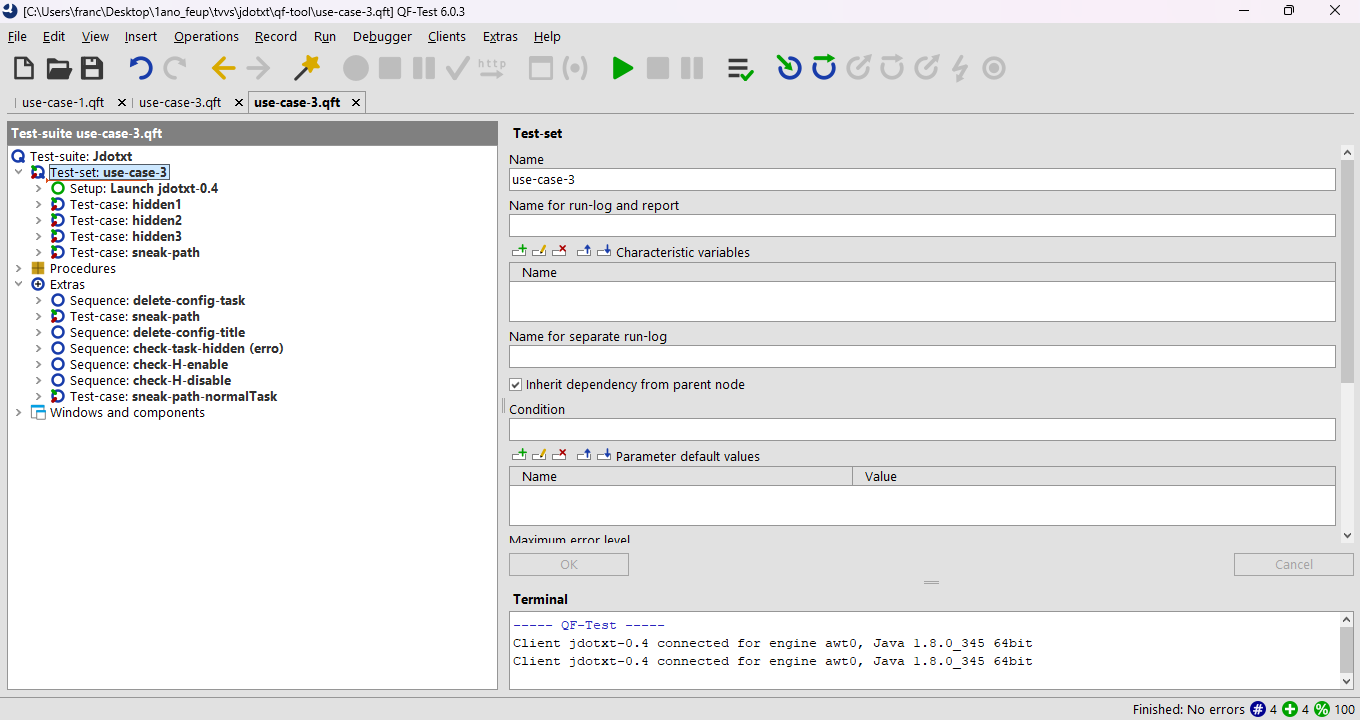 [C:\Users\franc\Desktop\1ano_feup\tvvs\jdotxt\qf-tool\use-case-3.qft] QF-Test 6.0.3
File Edit View Insert Operations Record Run Debugger Clients Extras Help
http
use-case-1.qft use-case-3.qft use-case-3.qft
Test-suite use-case-3.qft
Test-suite: Jdotxt
Test-set: use-case-3
Setup: Launch jdotxt-0.4
Test-case: hidden1
Test-case: hidden2
Test-case: hidden3
Test-case: sneak-path
Procedures
Extras
Sequence: delete-config-task
Test-case: sneak-path
Sequence: delete-config-title
Sequence: check-task-hidden (erro)
Sequence: check-H-enable
Sequence: check-H-disable
Test-case: sneak-path-normalTask
Windows and components
Test-set
Name
use-case-3
Name for run-log and report
Characteristic variables
Name
Name for separate run-log
Inherit dependency from parent node
Condition
Parameter default values
Name Value
Maximum error level
OK Cancel
Terminal
----- QF-Test -----
Client jdotxt-0.4 connected for engine awt0, Java 1.8.0_345 64bit
Client jdotxt-0.4 connected for engine awt0, Java 1.8.0_345 64bit
Finished: No errors # 4 + 4 % 100